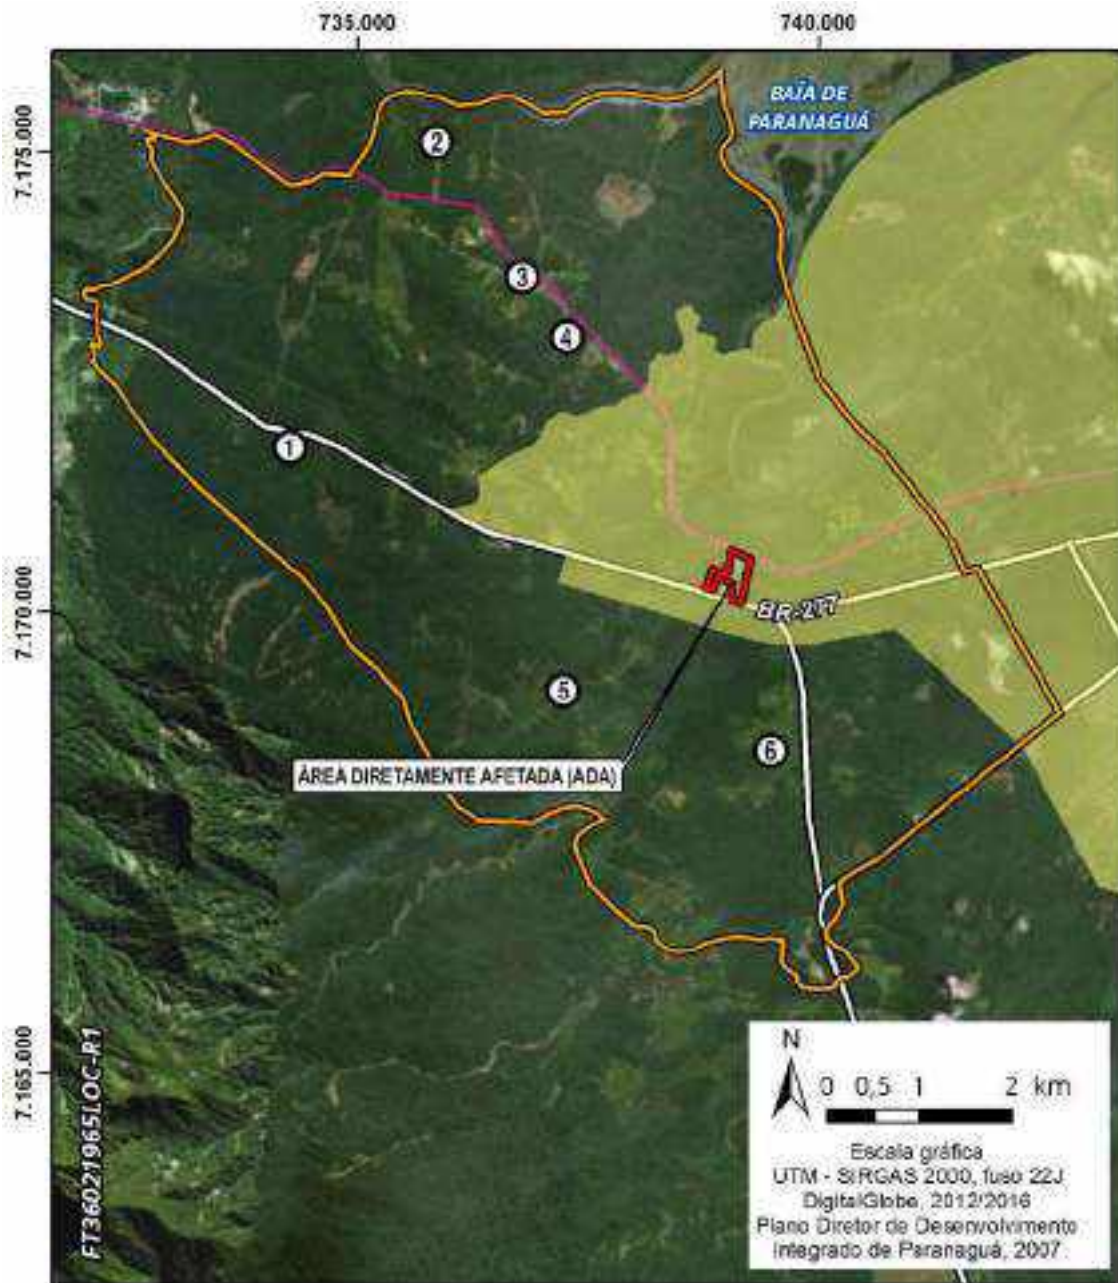 735.000
740.000
7.175.000
7.170.000
7.165.000
BAÍA DE
PARANAGUÁ
2
3
4
1
BR-277
5
6
ÁREA DIRETAMENTE AFETADA (ADA)
FT36021965LOC-R1
N
0 0,5 1 2 km
Escala gráfica
UTM - SIRGAS 2000, fuso 22J
DigitalGlobe, 2012/2016
Plano Diretor de Desenvolvimento
Integrado de Paranaguá, 2007.